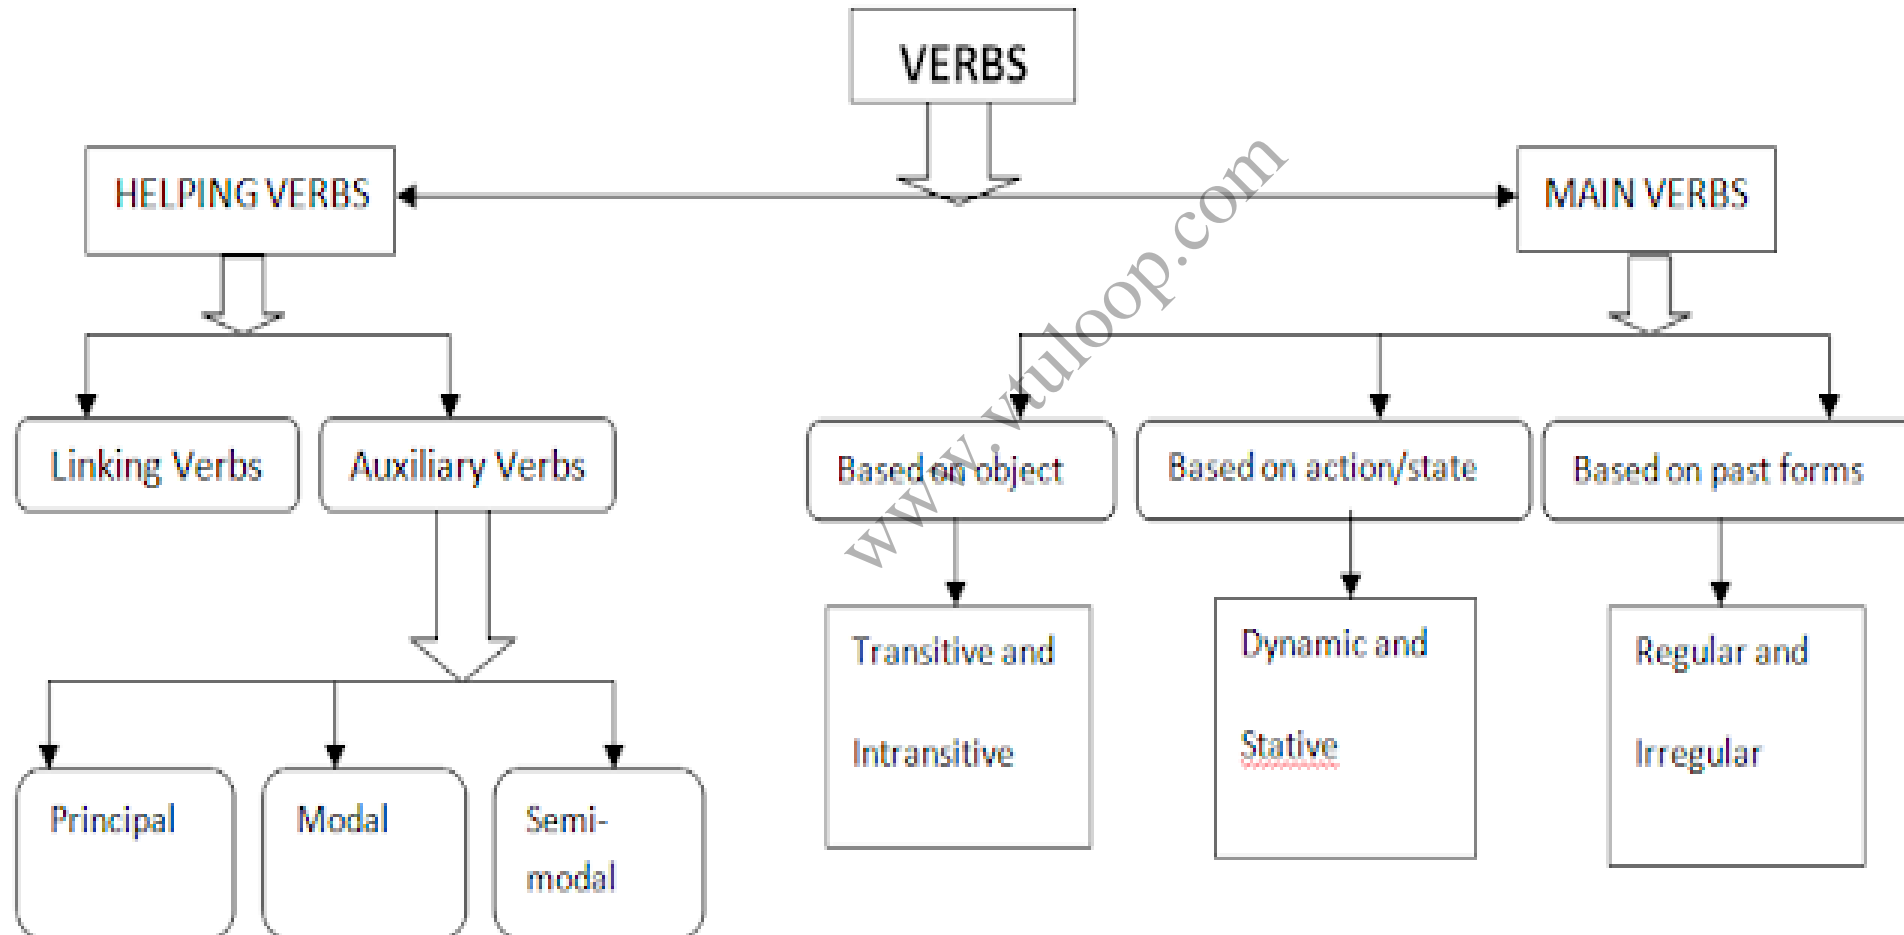 VERBS
HELPING VERBS
MAIN VERBS
Linking Verbs
Auxiliary Verbs
Based on object
Based on action/state
Based on past forms
Transitive and
Intransitive
Dynamic and
Stative
Regular and
Irregular
Principal
Modal
Semi-
modal
www.vtuloop.com